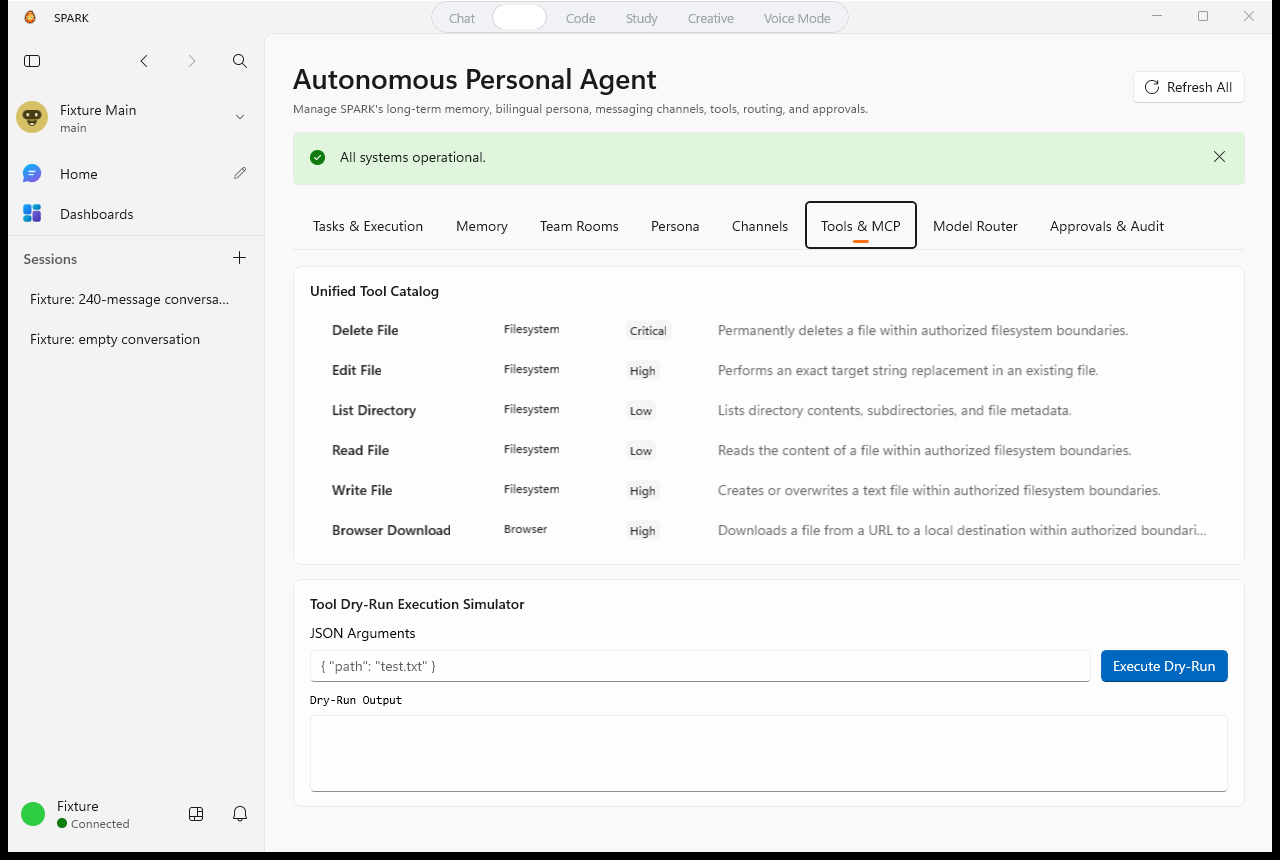 SPARK
Chat
Code
Study
Creative
Voice Mode
Fixture Main
main
Home
Dashboards
Sessions
Fixture: 240-message conversa...
Fixture: empty conversation
Fixture
Connected
Autonomous Personal Agent
Manage SPARK's long-term memory, bilingual persona, messaging channels, tools, routing, and approvals.
Refresh All
All systems operational.
Tasks & Execution
Memory
Team Rooms
Persona
Channels
Tools & MCP
Model Router
Approvals & Audit
Unified Tool Catalog
Delete File Filesystem Critical Permanently deletes a file within authorized filesystem boundaries.
Edit File Filesystem High Performs an exact target string replacement in an existing file.
List Directory Filesystem Low Lists directory contents, subdirectories, and file metadata.
Read File Filesystem Low Reads the content of a file within authorized filesystem boundaries.
Write File Filesystem High Creates or overwrites a text file within authorized filesystem boundaries.
Browser Download Browser High Downloads a file from a URL to a local destination within authorized boundari...
Tool Dry-Run Execution Simulator
JSON Arguments
{ "path": "test.txt" }
Execute Dry-Run
Dry-Run Output